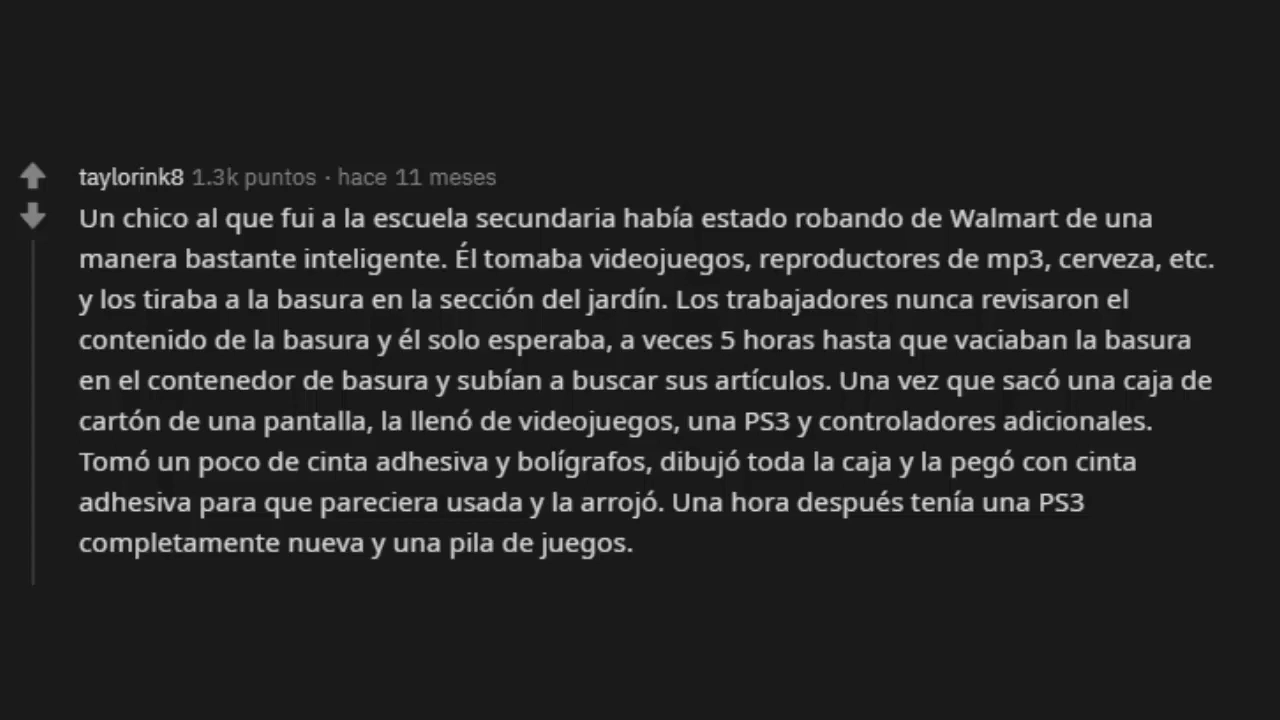 taylorink8 1.3k puntos · hace 11 meses
Un chico al que fui a la escuela secundaria había estado robando de Walmart de una
manera bastante inteligente. Él tomaba videojuegos, reproductores de mp3, cerveza, etc.
y los tiraba a la basura en la sección del jardín. Los trabajadores nunca revisaron el
contenido de la basura y él solo esperaba, a veces 5 horas hasta que vaciaban la basura
en el contenedor de basura y subían a buscar sus artículos. Una vez que sacó una caja de
cartón de una pantalla, la llenó de videojuegos, una PS3 y controladores adicionales.
Tomó un poco de cinta adhesiva y bolígrafos, dibujó toda la caja y la pegó con cinta
adhesiva para que pareciera usada y la arrojó. Una hora después tenía una PS3
completamente nueva y una pila de juegos.